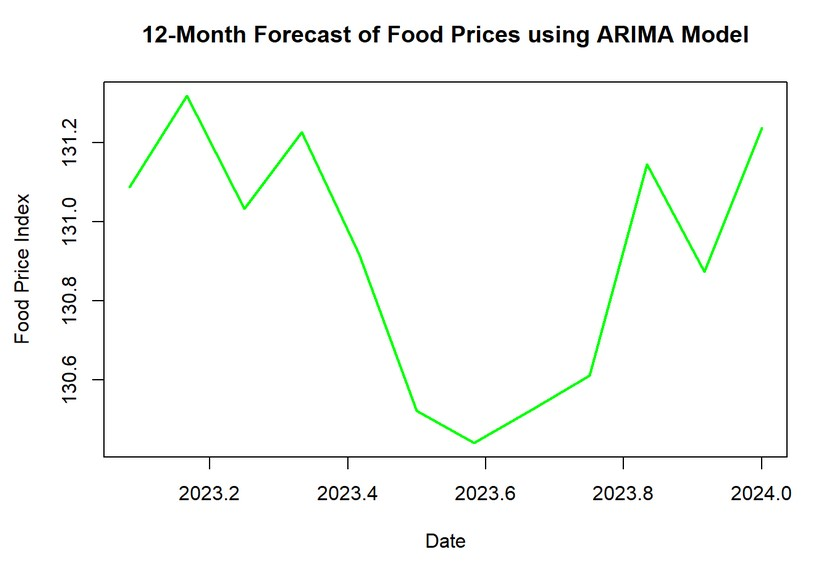 12-Month Forecast of Food Prices using ARIMA Model
131.2
131.0
130.8
130.6
Food Price Index
2023.2 2023.4 2023.6 2023.8 2024.0
Date